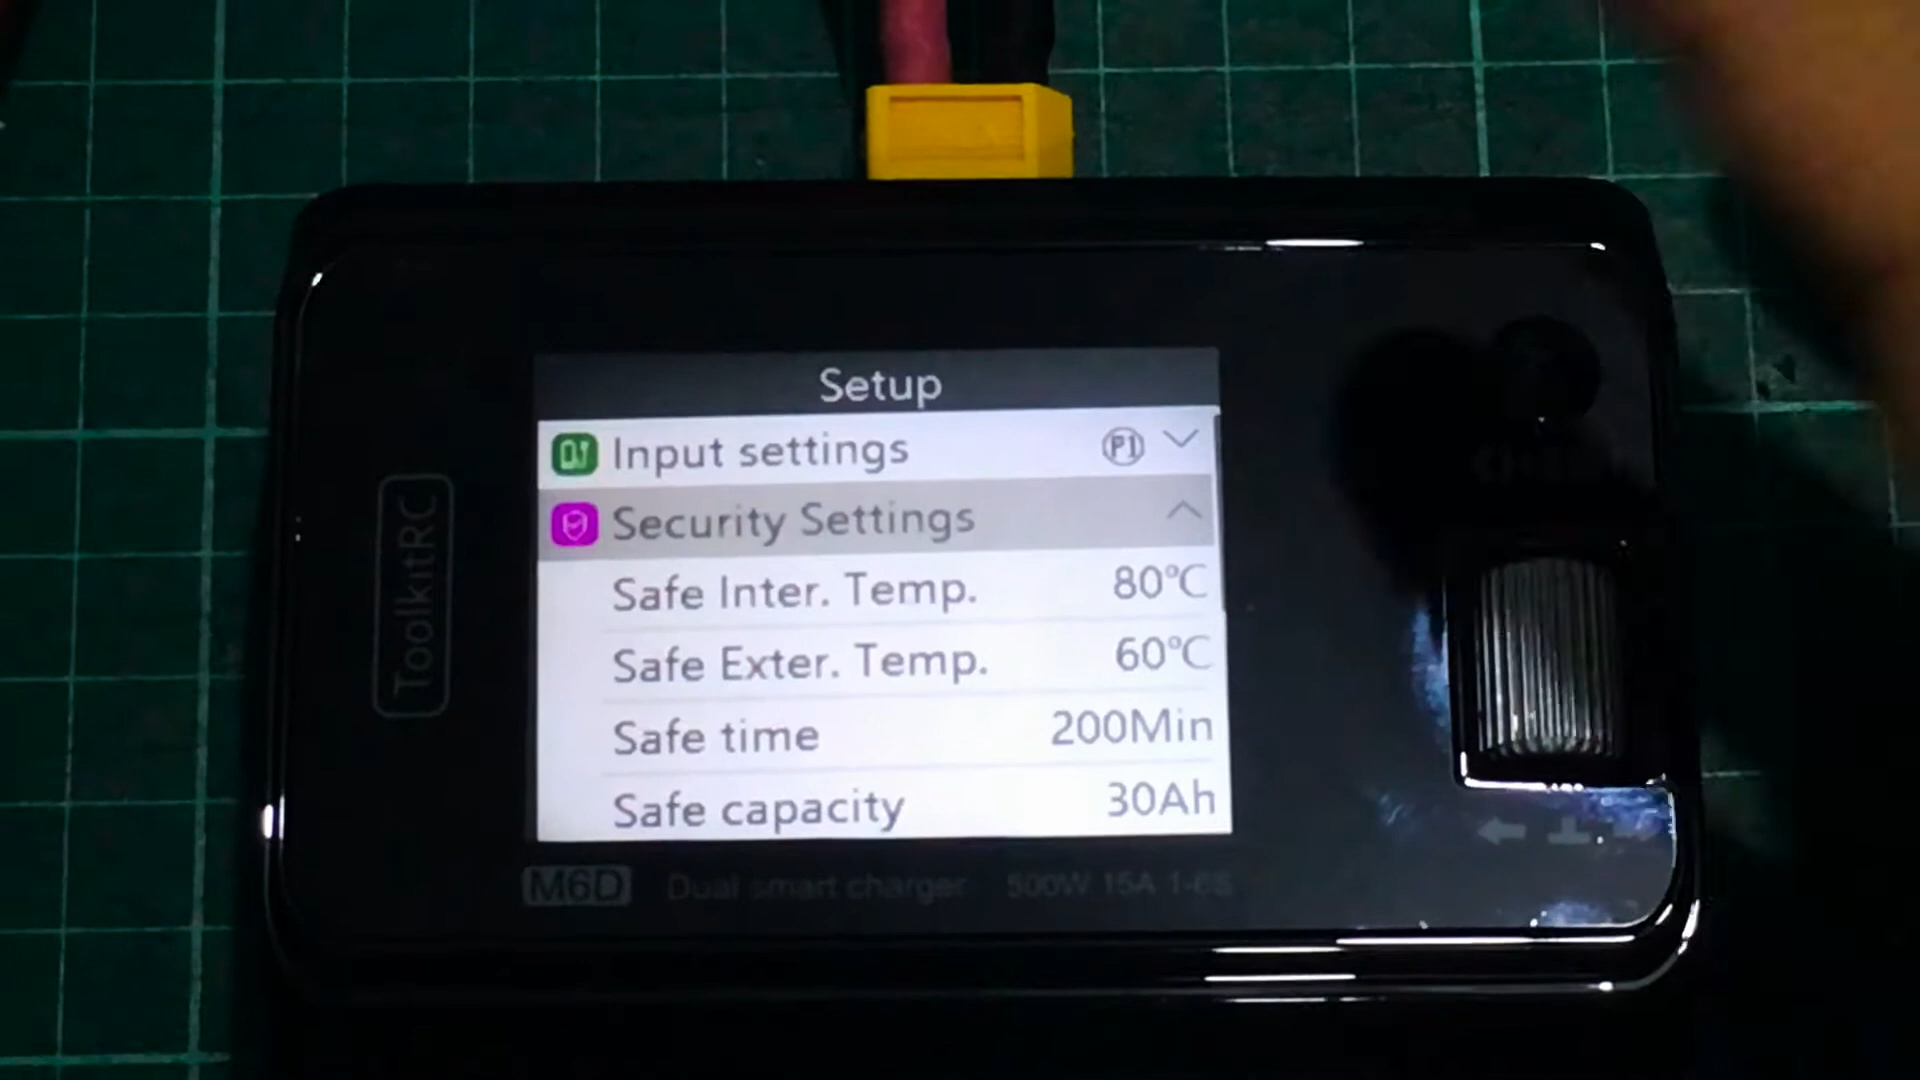 Setup
Input settings P1
Security Settings
Safe Inter. Temp. 80℃
Safe Exter. Temp. 60℃
Safe time 200Min
Safe capacity 30Ah
ToolkitRC
M6D Dual smart charger 500W 15A 1-6S